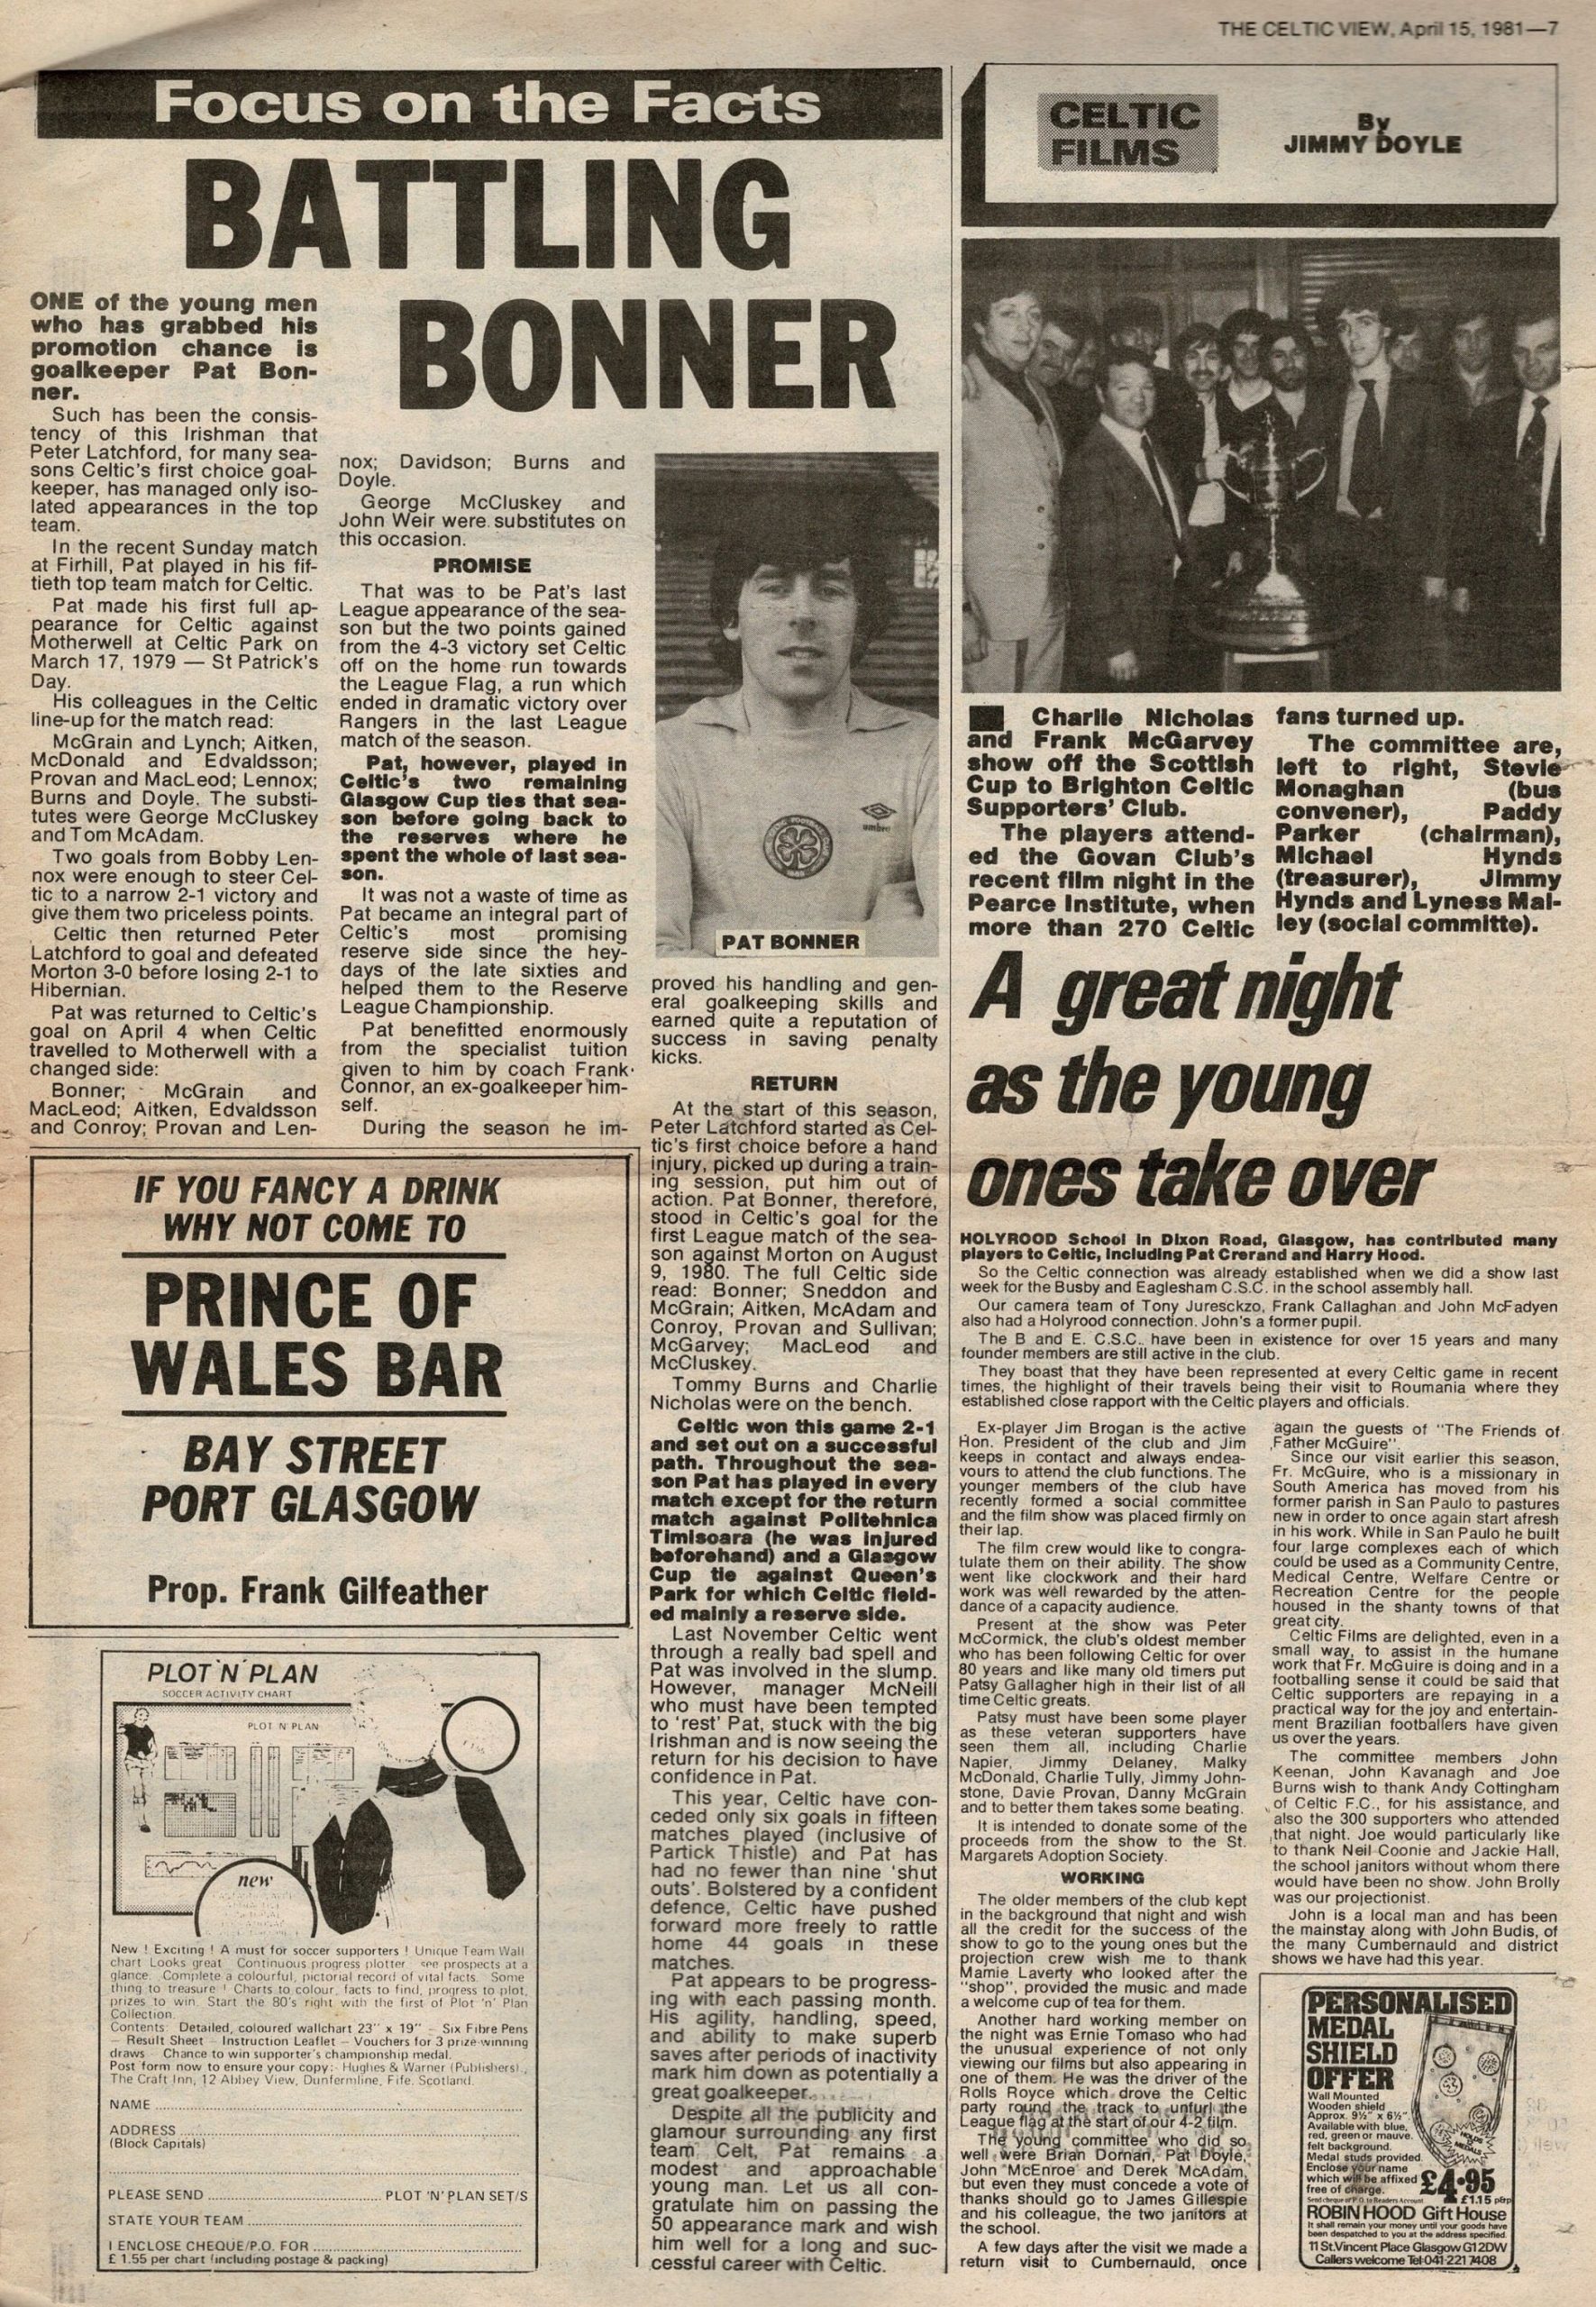 THE CELTIC VIEW, April 15, 1981—7
Focus on the Facts
BATTLING
BONNER
ONE of the young men
who has grabbed his
promotion chance is
goalkeeper Pat Bon-
ner.
Such has been the consis-
tency of this Irishman that
Peter Latchford, for many sea-
sons Celtic's first choice goal-
keeper, has managed only iso-
lated appearances in the top
team.
In the recent Sunday match
at Firhill, Pat played in his fif-
tieth top team match for Celtic.
Pat made his first full ap-
pearance for Celtic against
Motherwell at Celtic Park on
March 17, 1979 — St Patrick's
Day.
His colleagues in the Celtic
line-up for the match read:
McGrain and Lynch; Aitken,
McDonald and Edvaldsson;
Provan and MacLeod; Lennox;
Burns and Doyle. The substi-
tutes were George McCluskey
and Tom McAdam.
Two goals from Bobby Len-
nox were enough to steer Cel-
tic to a narrow 2-1 victory and
give them two priceless points.
Celtic then returned Peter
Latchford to goal and defeated
Morton 3-0 before losing 2-1 to
Hibernian.
Pat was returned to Celtic's
goal on April 4 when Celtic
travelled to Motherwell with a
changed side:
Bonner; McGrain and
MacLeod; Aitken, Edvaldsson
and Conroy; Provan and Len-
nox; Davidson; Burns and
Doyle.
George McCluskey and
John Weir were substitutes on
this occasion.
PROMISE
That was to be Pat's last
League appearance of the sea-
son but the two points gained
from the 4-3 victory set Celtic
off on the home run towards
the League Flag, a run which
ended in dramatic victory over
Rangers in the last League
match of the season.
Pat, however, played in
Celtic's two remaining
Glasgow Cup ties that sea-
son before going back to
the reserves where he
spent the whole of last sea-
son.
It was not a waste of time as
Pat became an integral part of
Celtic's most promising
reserve side since the hey-
days of the late sixties and
helped them to the Reserve
League Championship.
Pat benefitted enormously
from the specialist tuition
given to him by coach Frank
Connor, an ex-goalkeeper him-
self.
During the season he im-
umbro
PAT BONNER
proved his handling and gen-
eral goalkeeping skills and
earned quite a reputation of
success in saving penalty
kicks.
RETURN
At the start of this season,
Peter Latchford started as Cel-
tic's first choice before a hand
injury, picked up during a train-
ing session, put him out of
action. Pat Bonner, therefore,
stood in Celtic's goal for the
first League match of the sea-
son against Morton on August
9, 1980. The full Celtic side
read: Bonner; Sneddon and
McGrain; Aitken, McAdam and
Conroy, Provan and Sullivan;
McGarvey; MacLeod and
McCluskey.
Tommy Burns and Charlie
Nicholas were on the bench.
Celtic won this game 2-1
and set out on a successful
path. Throughout the sea-
son Pat has played in every
match except for the return
match against Politehnica
Timisoara (he was injured
beforehand) and a Glasgow
Cup tie against Queen's
Park for which Celtic field-
ed mainly a reserve side.
Last November Celtic went
through a really bad spell and
Pat was involved in the slump.
However, manager McNeill
who must have been tempted
to 'rest' Pat, stuck with the big
Irishman and is now seeing the
return for his decision to have
confidence in Pat.
This year, Celtic have con-
ceded only six goals in fifteen
matches played (inclusive of
Partick Thistle) and Pat has
had no fewer than nine 'shut
outs'. Bolstered by a confident
defence, Celtic have pushed
forward more freely to rattle
home 44 goals in these
matches.
Pat appears to be progress-
ing with each passing month.
His agility, handling, speed,
and ability to make superb
saves after periods of inactivity
mark him down as potentially a
great goalkeeper.
Despite all the publicity and
glamour surrounding any first
team Celt, Pat remains a
modest and approachable
young man. Let us all con-
gratulate him on passing the
50 appearance mark and wish
him well for a long and suc-
cessful career with Celtic.
IF YOU FANCY A DRINK
WHY NOT COME TO
PRINCE OF
WALES BAR
BAY STREET
PORT GLASGOW
Prop. Frank Gilfeather
PLOT 'N' PLAN
SOCCER ACTIVITY CHART
PLOT N PLAN
new
New ! Exciting ! A must for soccer supporters ! Unique Team Wall
chart Looks great Continuous progress plotter see prospects at a
glance. Complete a colourful, pictorial record of vital facts. Some
thing to treasure ! Charts to colour, facts to find, progress to plot,
prizes to win. Start the 80's right with the first of Plot 'n' Plan
Collection.
Contents: Detailed, coloured wallchart 23" x 19" – Six Fibre Pens
– Result Sheet – Instruction Leaflet – Vouchers for 3 prize-winning
draws Chance to win supporter's championship medal.
Post form now to ensure your copy:- Hughes & Warner (Publishers).,
The Craft Inn, 12 Abbey View, Dunfermline, Fife, Scotland.
NAME
ADDRESS
(Block Capitals)
PLEASE SEND PLOT 'N' PLAN SET/S
STATE YOUR TEAM
I ENCLOSE CHEQUE/P.O. FOR
£ 1.55 per chart (including postage & packing)
CELTIC
FILMS
By
JIMMY DOYLE
Charlie Nicholas
and Frank McGarvey
show off the Scottish
Cup to Brighton Celtic
Supporters' Club.
The players attend-
ed the Govan Club's
recent film night in the
Pearce Institute, when
more than 270 Celtic
fans turned up.
The committee are,
left to right, Stevie
Monaghan (bus
convener), Paddy
Parker (chairman),
Michael Hynds
(treasurer), Jimmy
Hynds and Lyness Mal-
ley (social committe).
A great night
as the young
ones take over
HOLYROOD School in Dixon Road, Glasgow, has contributed many
players to Celtic, including Pat Crerand and Harry Hood.
So the Celtic connection was already established when we did a show last
week for the Busby and Eaglesham C.S.C. in the school assembly hall.
Our camera team of Tony Juresckzo, Frank Callaghan and John McFadyen
also had a Holyrood connection. John's a former pupil.
The B and E. C.S.C. have been in existence for over 15 years and many
founder members are still active in the club.
They boast that they have been represented at every Celtic game in recent
times, the highlight of their travels being their visit to Roumania where they
established close rapport with the Celtic players and officials.
Ex-player Jim Brogan is the active
Hon. President of the club and Jim
keeps in contact and always endea-
vours to attend the club functions. The
younger members of the club have
recently formed a social committee
and the film show was placed firmly on
their lap.
The film crew would like to congra-
tulate them on their ability. The show
went like clockwork and their hard
work was well rewarded by the atten-
dance of a capacity audience.
Present at the show was Peter
McCormick, the club's oldest member
who has been following Celtic for over
80 years and like many old timers put
Patsy Gallagher high in their list of all
time Celtic greats.
Patsy must have been some player
as these veteran supporters have
seen them all, including Charlie
Napier, Jimmy Delaney, Malky
McDonald, Charlie Tully, Jimmy John-
stone, Davie Provan, Danny McGrain
and to better them takes some beating.
It is intended to donate some of the
proceeds from the show to the St.
Margarets Adoption Society.
WORKING
The older members of the club kept
in the background that night and wish
all the credit for the success of the
show to go to the young ones but the
projection crew wish me to thank
Mamie Laverty who looked after the
"shop", provided the music and made
a welcome cup of tea for them.
Another hard working member on
the night was Ernie Tomaso who had
the unusual experience of not only
viewing our films but also appearing in
one of them. He was the driver of the
Rolls Royce which drove the Celtic
party round the track to unfurl the
League flag at the start of our 4-2 film.
The young committee who did so
well were Brian Dornan, Pat Doyle,
John McEnroe and Derek McAdam,
but even they must concede a vote of
thanks should go to James Gillespie
and his colleague, the two janitors at
the school.
A few days after the visit we made a
return visit to Cumbernauld, once
again the guests of "The Friends of
Father McGuire".
Since our visit earlier this season,
Fr. McGuire, who is a missionary in
South America has moved from his
former parish in San Paulo to pastures
new in order to once again start afresh
in his work. While in San Paulo he built
four large complexes each of which
could be used as a Community Centre,
Medical Centre, Welfare Centre or
Recreation Centre for the people
housed in the shanty towns of that
great city.
Celtic Films are delighted, even in a
small way, to assist in the humane
work that Fr. McGuire is doing and in a
footballing sense it could be said that
Celtic supporters are repaying in a
practical way for the joy and entertain-
ment Brazilian footballers have given
us over the years.
The committee members John
Keenan, John Kavanagh and Joe
Burns wish to thank Andy Cottingham
of Celtic F.C., for his assistance, and
also the 300 supporters who attended
that night. Joe would particularly like
to thank Neil Coonie and Jackie Hall,
the school janitors without whom there
would have been no show. John Brolly
was our projectionist.
John is a local man and has been
the mainstay along with John Budis, of
the many Cumbernauld and district
shows we have had this year.
PERSONALISED
MEDAL
SHIELD
OFFER
Wall Mounted
Wooden shield
Approx. 9½" x 6½".
Available with blue,
red, green or mauve.
felt background.
Medal studs provided.
Enclose your name
which will be affixed
free of charge.
HOLDS
MEDALS
£4·95
Send cheque or P.O. to Readers Account
£1.15 p&p
ROBIN HOOD Gift House
It shall remain your money until your goods have
been despatched to you at the address specified.
11 St. Vincent Place Glasgow G1 2DW
Callers welcome Tel 041-221 7408